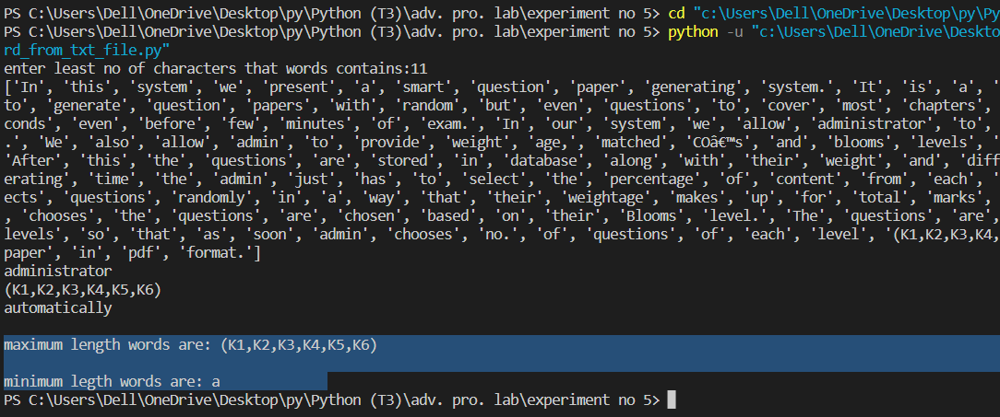 PS C:\Users\Dell\OneDrive\Desktop\py\Python (T3)\adv. pro. lab\experiment no 5> cd "c:\Users\Dell\OneDrive\Desktop\py\Py
PS C:\Users\Dell\OneDrive\Desktop\py\Python (T3)\adv. pro. lab\experiment no 5> python -u "c:\Users\Dell\OneDrive\Deskto
rd_from_txt_file.py"
enter least no of characters that words contains:11
['In', 'this', 'system', 'we', 'present', 'a', 'smart', 'question', 'paper', 'generating', 'system.', 'It', 'is', 'a', '
to', 'generate', 'question', 'papers', 'with', 'random', 'but', 'even', 'questions', 'to', 'cover', 'most', 'chapters',
conds', 'even', 'before', 'few', 'minutes', 'of', 'exam.', 'In', 'our', 'system', 'we', 'allow', 'administrator', 'to',
.', 'We', 'also', 'allow', 'admin', 'to', 'provide', 'weight', 'age,', 'matched', 'COâ€™s', 'and', 'blooms', 'levels', '
'After', 'this', 'the', 'questions', 'are', 'stored', 'in', 'database', 'along', 'with', 'their', 'weight', 'and', 'diff
erating', 'time', 'the', 'admin', 'just', 'has', 'to', 'select', 'the', 'percentage', 'of', 'content', 'from', 'each', '
ects', 'questions', 'randomly', 'in', 'a', 'way', 'that', 'their', 'weightage', 'makes', 'up', 'for', 'total', 'marks',
, 'chooses', 'the', 'questions', 'are', 'chosen', 'based', 'on', 'their', 'Blooms', 'level.', 'The', 'questions', 'are',
levels', 'so', 'that', 'as', 'soon', 'admin', 'chooses', 'no.', 'of', 'questions', 'of', 'each', 'level', '(K1,K2,K3,K4,
paper', 'in', 'pdf', 'format.']
administrator
(K1,K2,K3,K4,K5,K6)
automatically
maximum length words are: (K1,K2,K3,K4,K5,K6)
minimum legth words are: a
PS C:\Users\Dell\OneDrive\Desktop\py\Python (T3)\adv. pro. lab\experiment no 5>